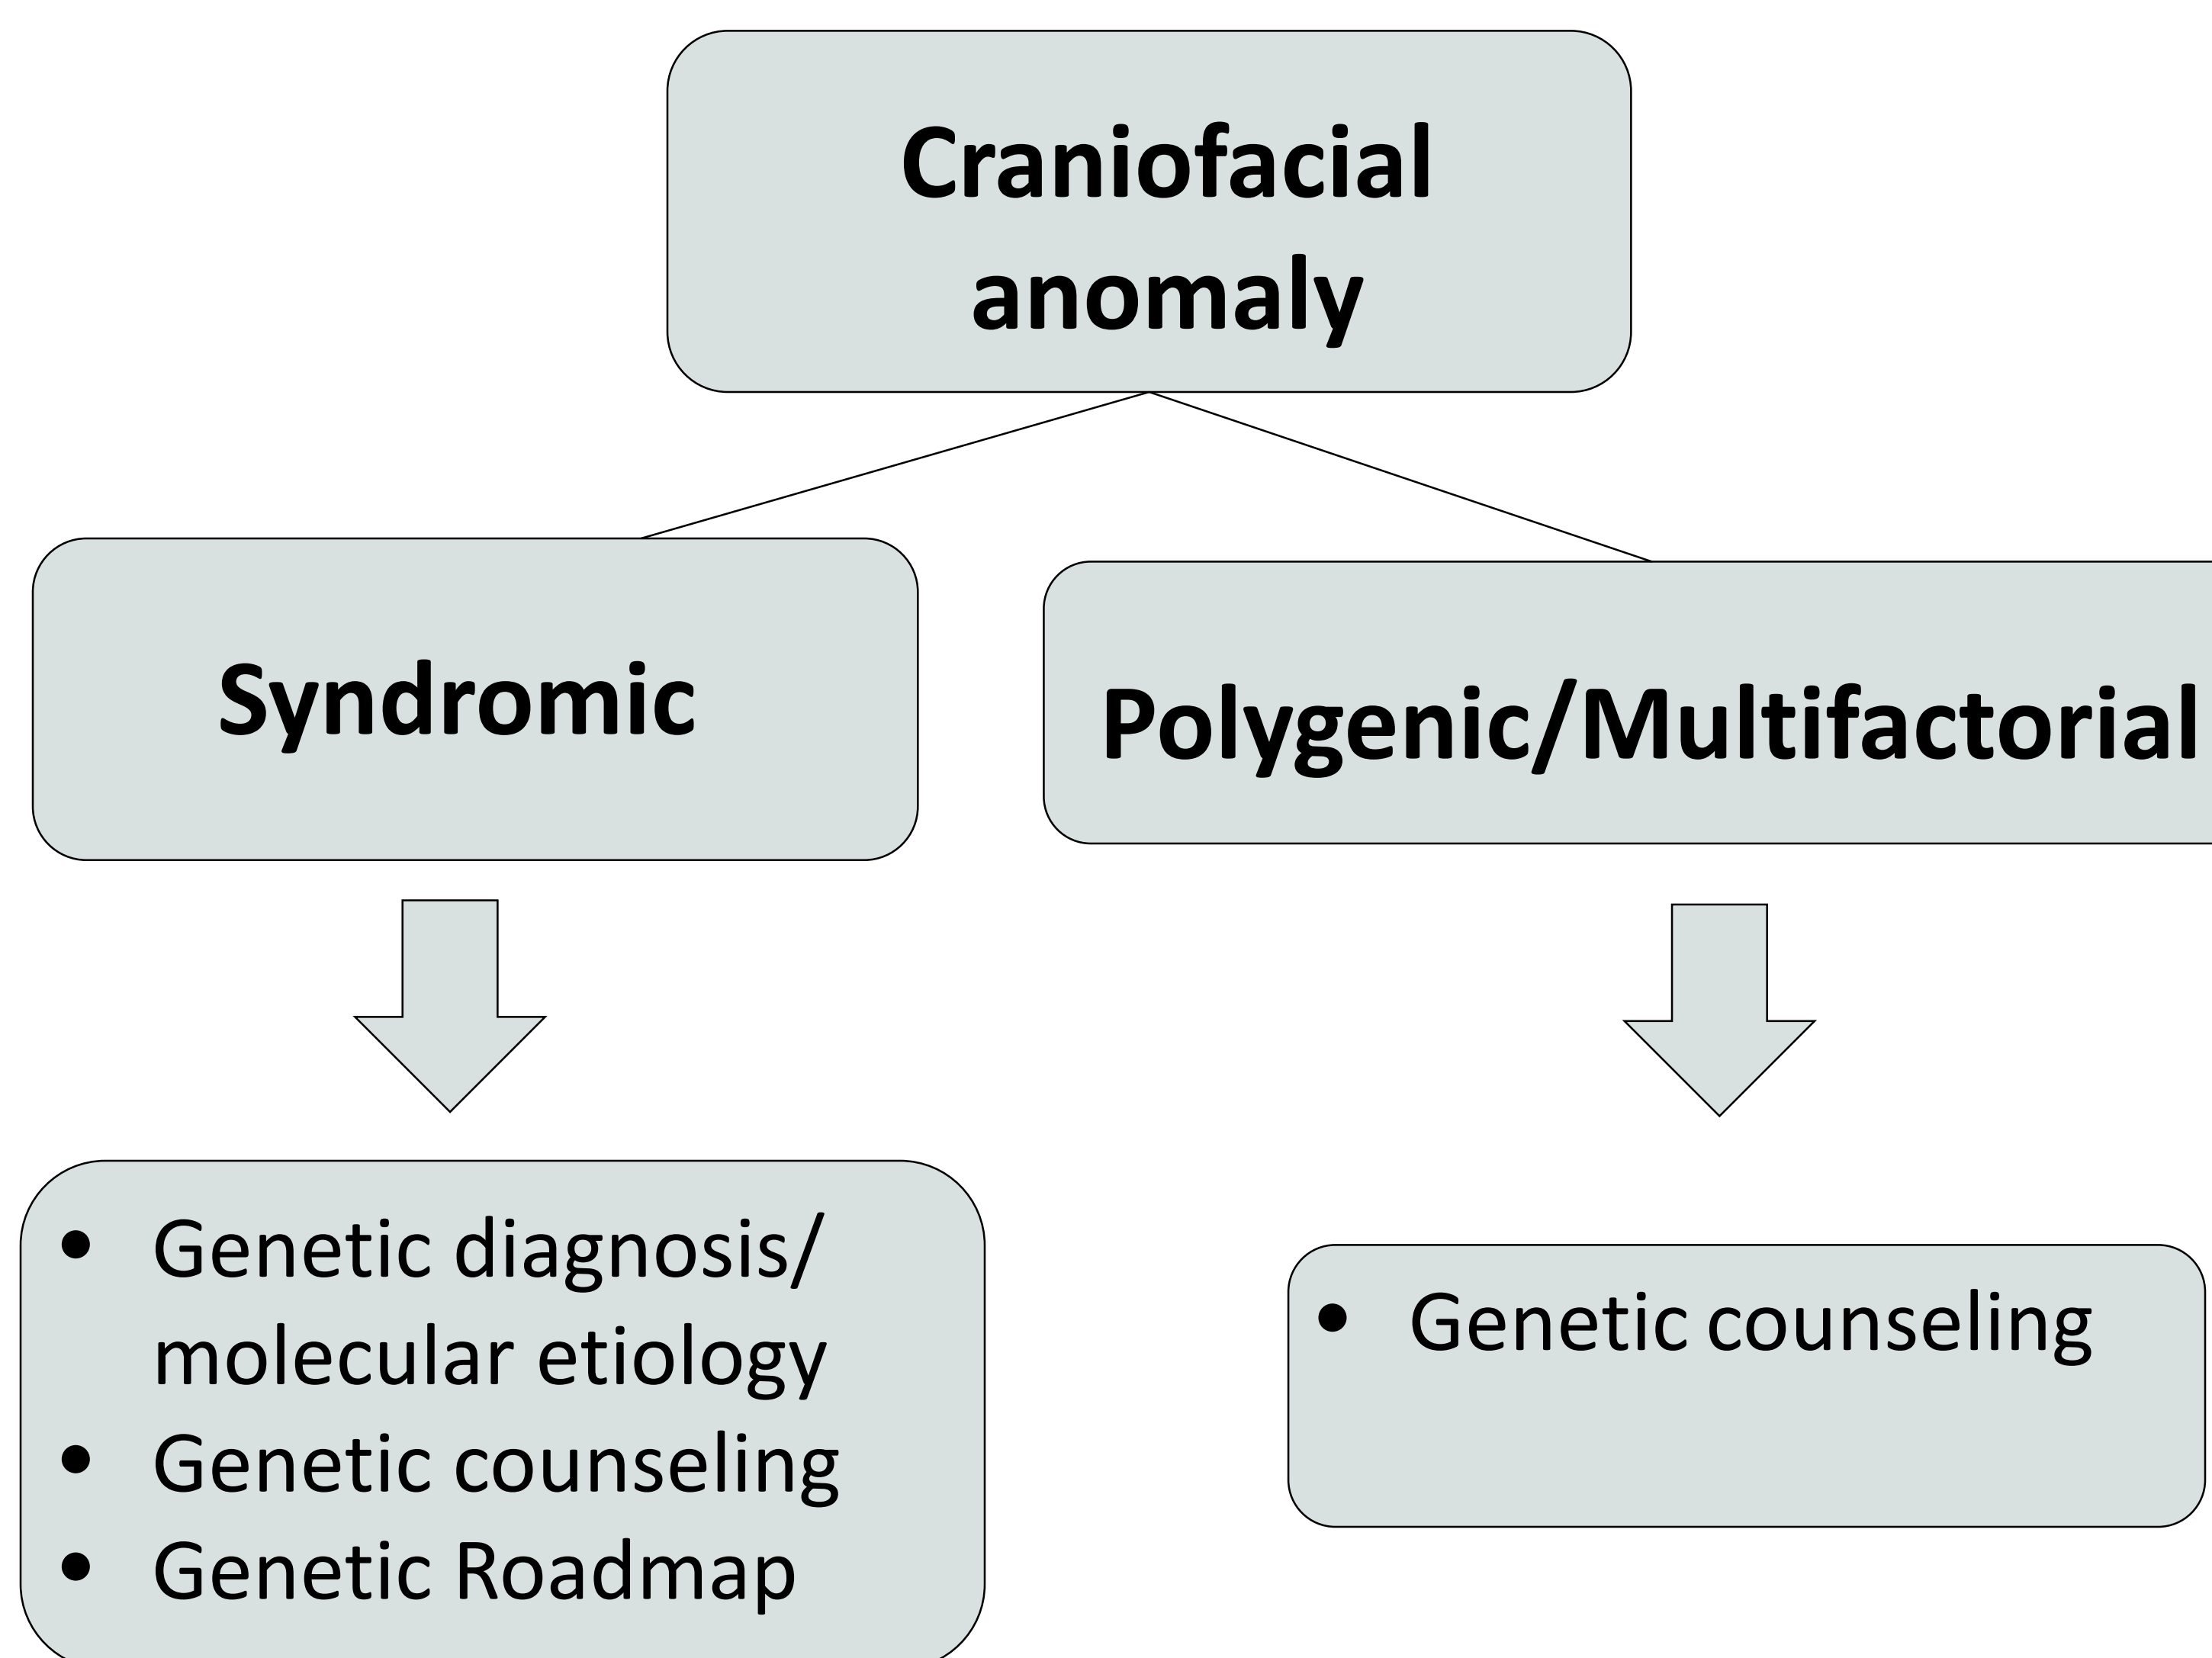 Craniofacial
anomaly
Syndromic
Polygenic/Multifactorial
• Genetic diagnosis/
molecular etiology
• Genetic counseling
• Genetic Roadmap
• Genetic counseling